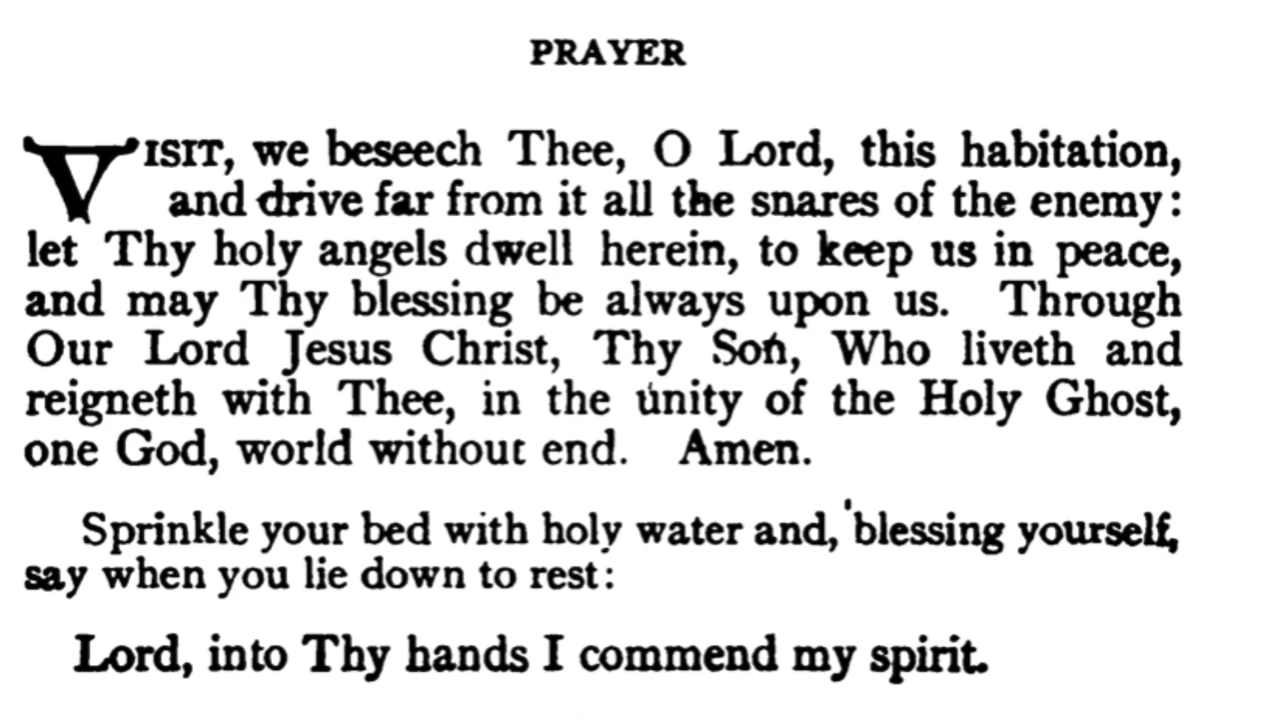 PRAYER
VISIT, we beseech Thee, O Lord, this habitation,
and drive far from it all the snares of the enemy:
let Thy holy angels dwell herein, to keep us in peace,
and may Thy blessing be always upon us. Through
Our Lord Jesus Christ, Thy Son, Who liveth and
reigneth with Thee, in the unity of the Holy Ghost,
one God, world without end. Amen.
Sprinkle your bed with holy water and, blessing yourself,
say when you lie down to rest:
Lord, into Thy hands I commend my spirit.